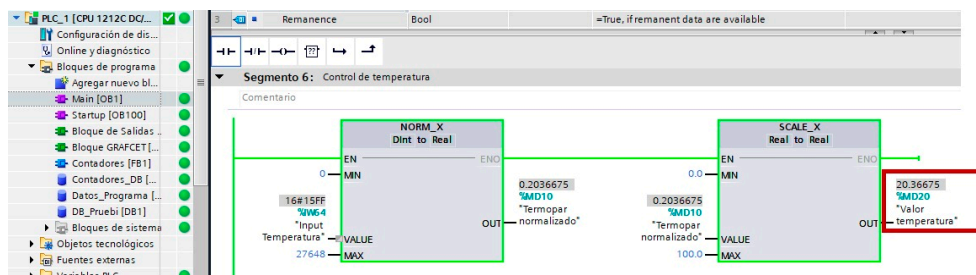 PLC_1 [CPU 1212C DC/...
Configuración de dis...
Online y diagnóstico
Bloques de programa
Agregar nuevo bl...
Main [OB1]
Startup [OB100]
Bloque de Salidas ..
Bloque GRAFCET [...
Contadores [FB1]
Contadores_DB [...
Datos_Programa [..
DB_Pruebi [DB1]
Bloques de sistema
Objetos tecnológicos
Fuentes externas
Variables PLC
3 Remanence Bool =True, if remanent data are available
??
Segmento 6: Control de temperatura
Comentario
NORM_X
Dint to Real
EN ENO
0 MIN
16#15FF
%IW64
"Input
Temperatura" VALUE
27648 MAX
0.2036675
%MD10
"Termopar
OUT normalizado"
SCALE_X
Real to Real
EN ENO
0.0 MIN
0.2036675
%MD10
"Termopar
normalizado" VALUE
100.0 MAX
20.36675
%MD20
"Valor
OUT temperatura"